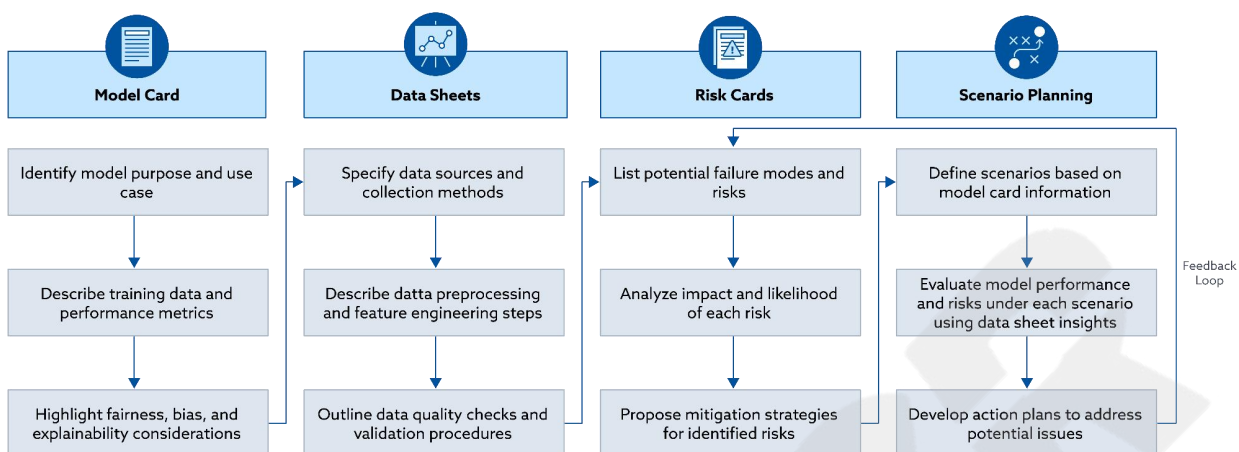 Model Card
Data Sheets
Risk Cards
Scenario Planning
Identify model purpose and use
case
Describe training data and
performance metrics
Highlight fairness, bias, and
explainability considerations
Specify data sources and
collection methods
Describe datta preprocessing
and feature engineering steps
Outline data quality checks and
validation procedures
List potential failure modes and
risks
Analyze impact and likelihood
of each risk
Propose mitigation strategies
for identified risks
Define scenarios based on
model card information
Evaluate model performance
and risks under each scenario
using data sheet insights
Develop action plans to address
potential issues
Feedback
Loop